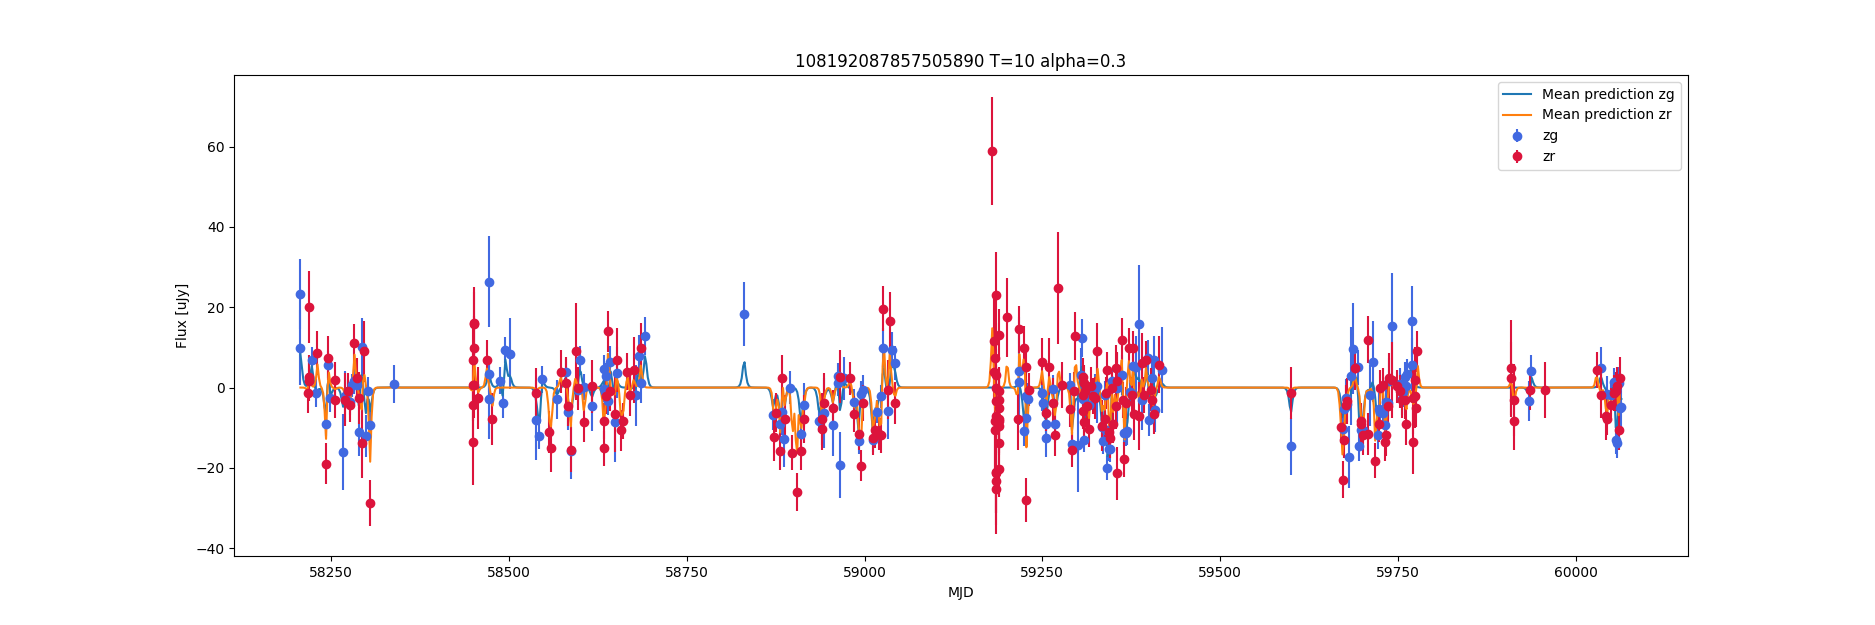 108192087857505890 T=10 alpha=0.3
Mean prediction zg
Mean prediction zr
zg
zr
Flux [uJy]
60
40
20
0
−20
−40
58250 58500 58750 59000 59250 59500 59750 60000
MJD